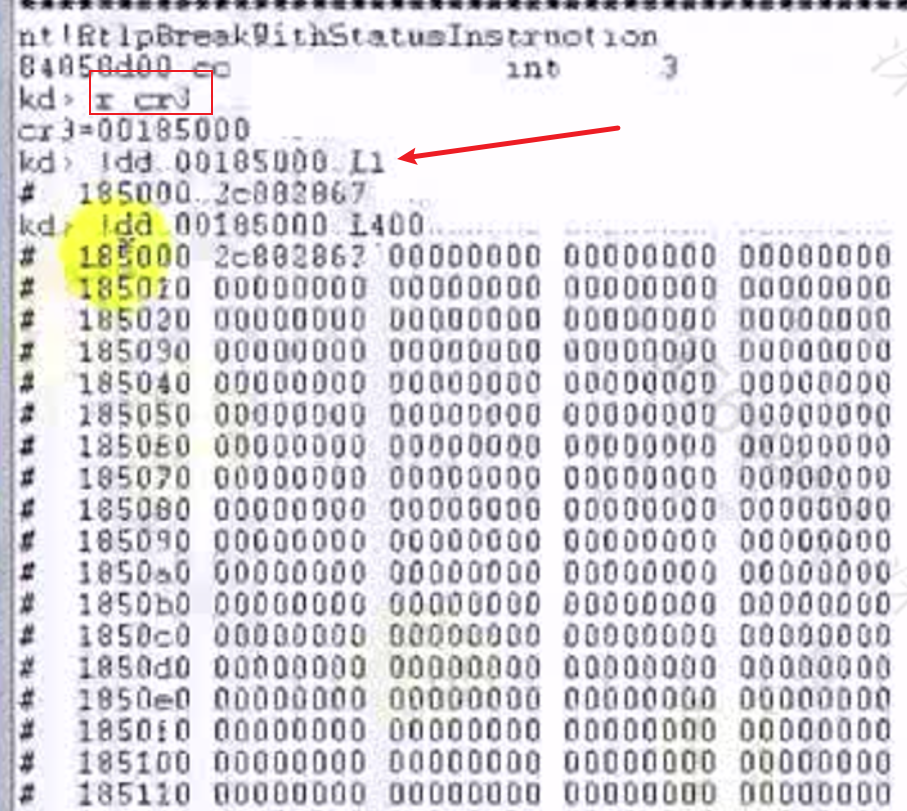 nt!RtlpBreakWithStatusInstruction
84050d00 cc int 3
kd> r cr3
cr3=00185000
kd> !dd 00185000 L1
# 185000 2c882867
kd> !dd 00185000 L400
# 185000 2c882867 00000000 00000000 00000000
# 185010 00000000 00000000 00000000 00000000
# 185020 00000000 00000000 00000000 00000000
# 185030 00000000 00000000 00000000 00000000
# 185040 00000000 00000000 00000000 00000000
# 185050 00000000 00000000 00000000 00000000
# 185060 00000000 00000000 00000000 00000000
# 185070 00000000 00000000 00000000 00000000
# 185080 00000000 00000000 00000000 00000000
# 185090 00000000 00000000 00000000 00000000
# 1850a0 00000000 00000000 00000000 00000000
# 1850b0 00000000 00000000 00000000 00000000
# 1850c0 00000000 00000000 00000000 00000000
# 1850d0 00000000 00000000 00000000 00000000
# 1850e0 00000000 00000000 00000000 00000000
# 1850f0 00000000 00000000 00000000 00000000
# 185100 00000000 00000000 00000000 00000000
# 185110 00000000 00000000 00000000 00000000